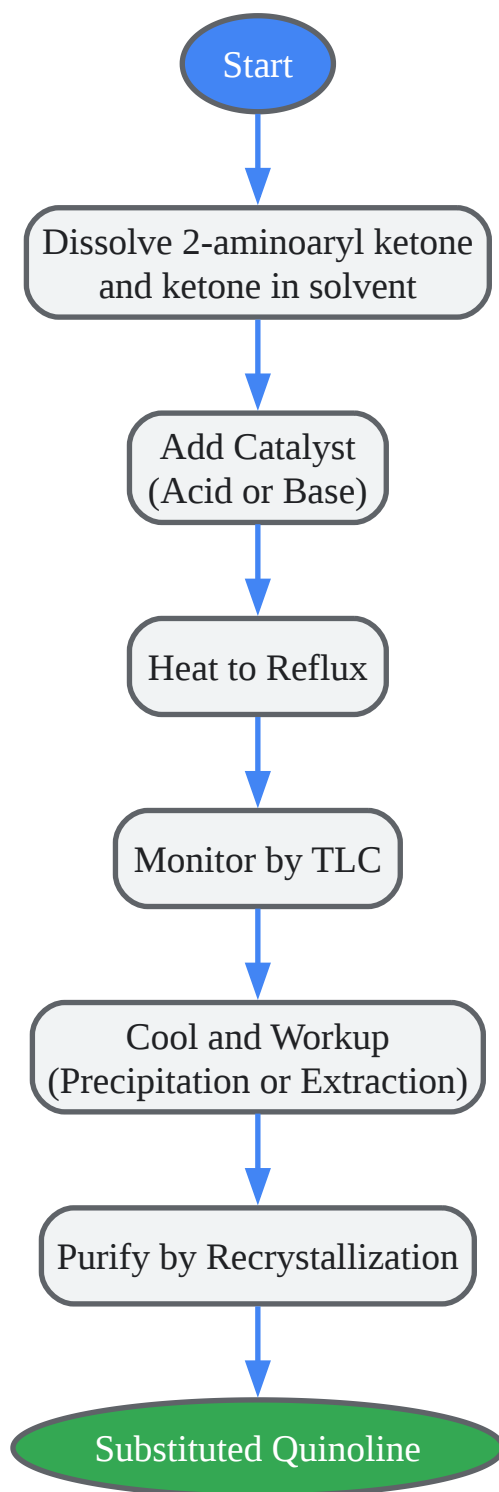 Start
Dissolve 2-aminoaryl ketone
and ketone in solvent
Add Catalyst
(Acid or Base)
Heat to Reflux
Monitor by TLC
Cool and Workup
(Precipitation or Extraction)
Purify by Recrystallization
Substituted Quinoline